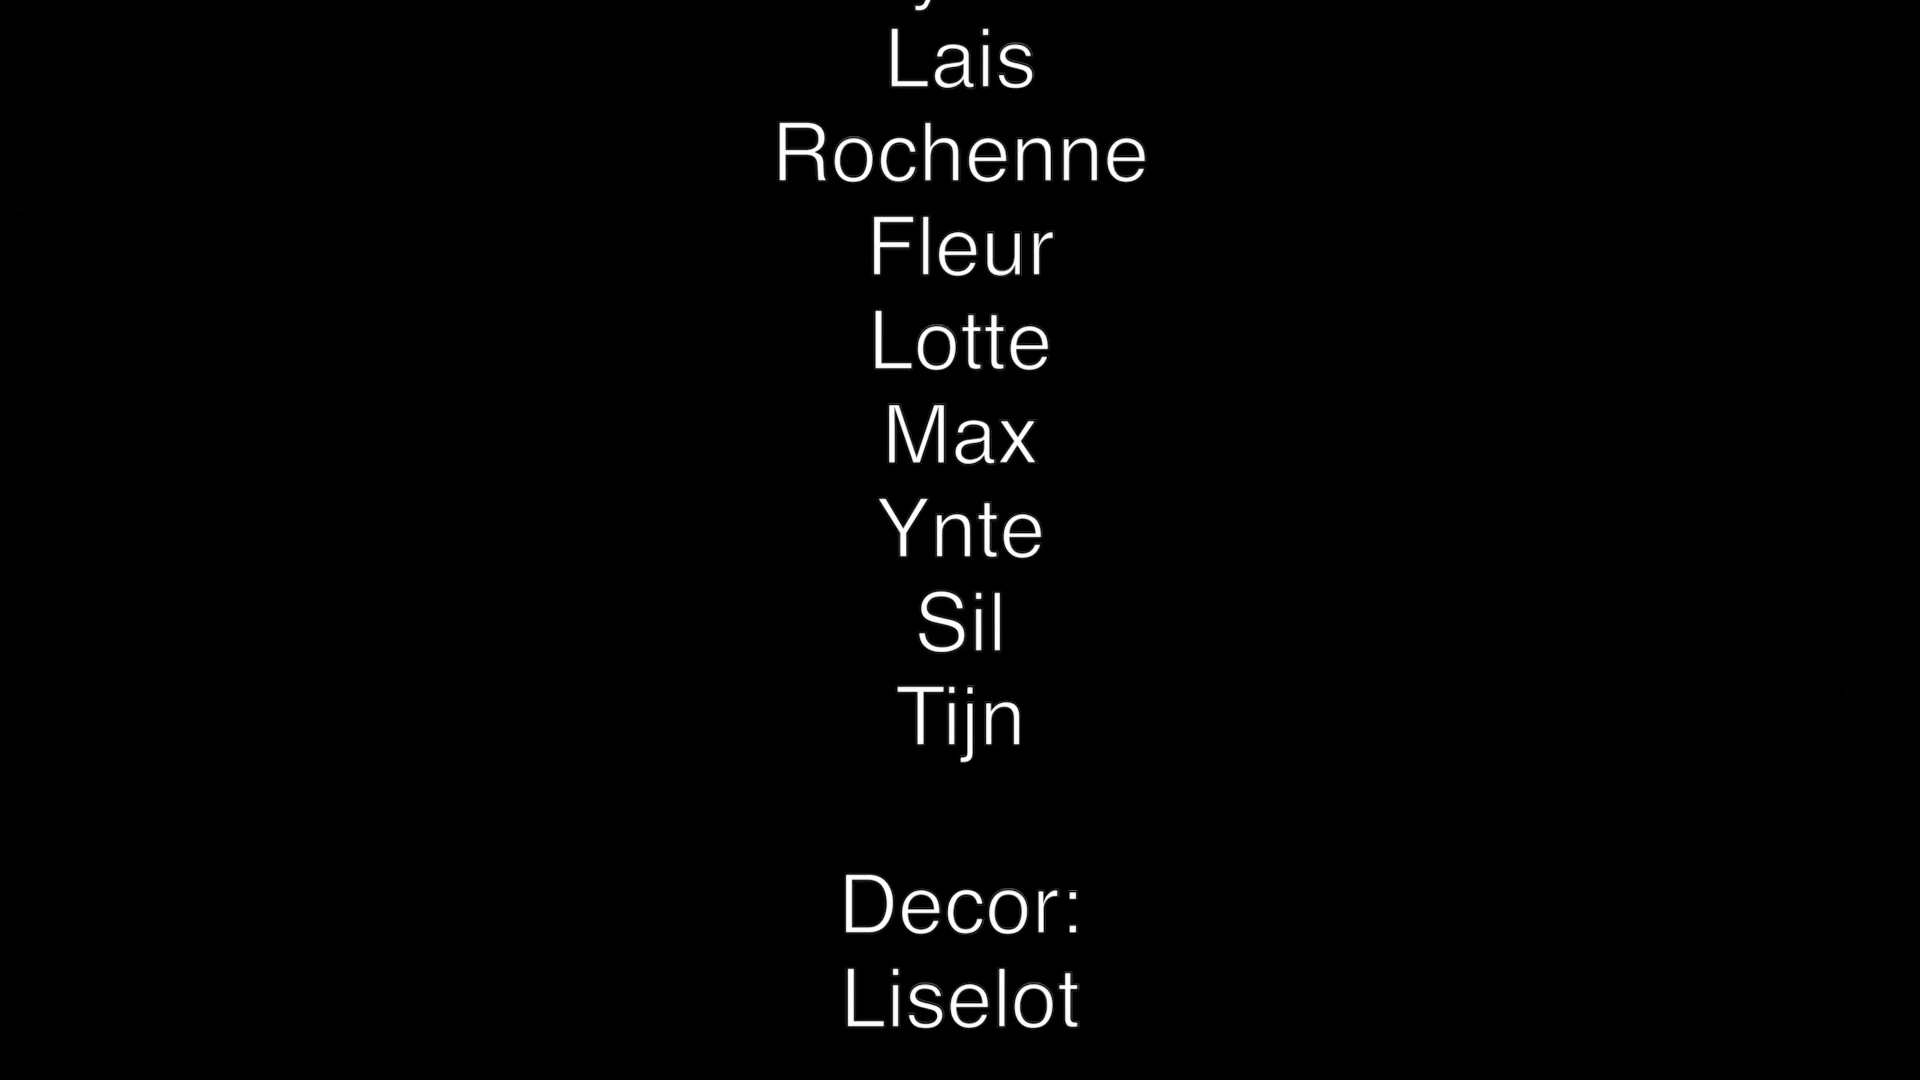 Lais
Rochenne
Fleur
Lotte
Max
Ynte
Sil
Tijn
Decor:
Liselot